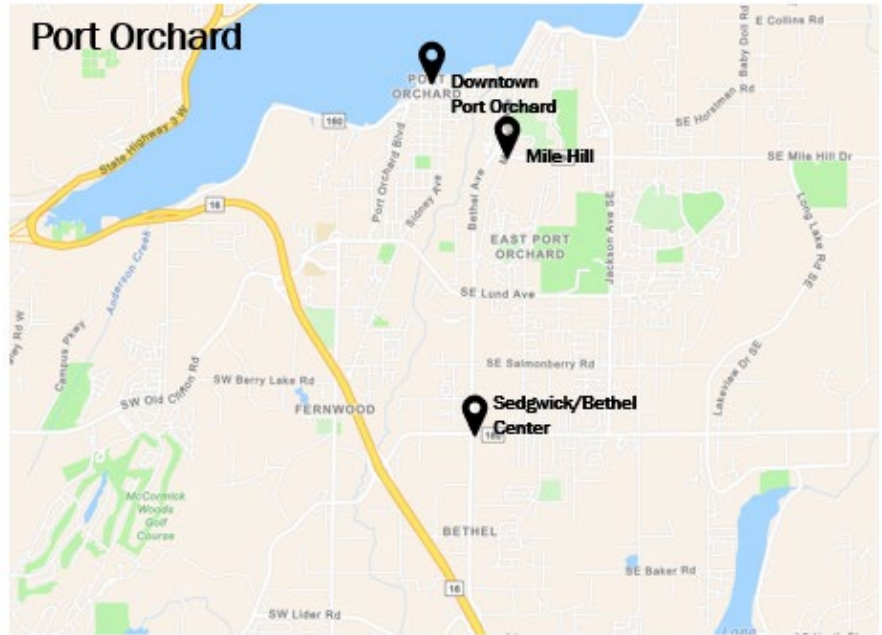 Port Orchard
E Collins Rd
Baby Doll Rd
PORT
ORCHARD
Downtown
Port Orchard
SE Horstman Rd
160
State Highway 3 W
Mile Hill
SE Mile Hill Dr
Port Orchard Blvd
Sidney Ave
Bethel Ave
16
EAST PORT
ORCHARD
Jackson Ave SE
Long Lake Rd SE
Anderson Creek
SE Lund Ave
Campus Pkwy
SE Salmonberry Rd
SW Berry Lake Rd
SW Old Clifton Rd
Lakeview Dr SE
FERNWOOD
Sedgwick/Bethel
Center
160
McCormick
Woods
Golf
Course
BETHEL
SE Baker Rd
16
SW Lider Rd